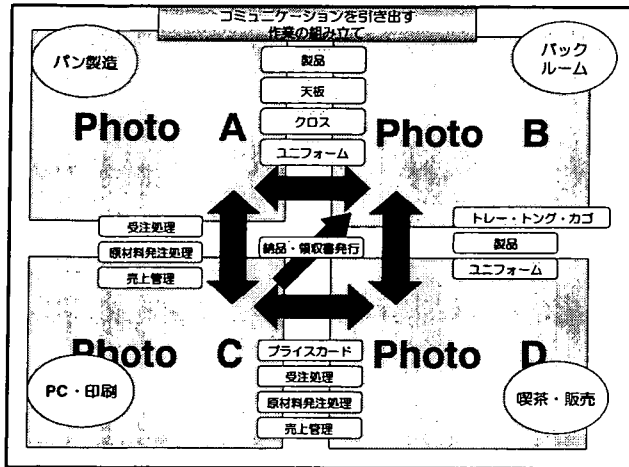 コミュニケーションを引き出す
作業の組み立て
パン製造
バック
ルーム
製品
天板
クロス
ユニフォーム
Photo A
Photo B
受注処理
原材料発注処理
売上管理
納品・領収書発行
トレー・トング・カゴ
製品
ユニフォーム
Photo C
Photo D
プライスカード
受注処理
原材料発注処理
売上管理
PC・印刷
喫茶・販売